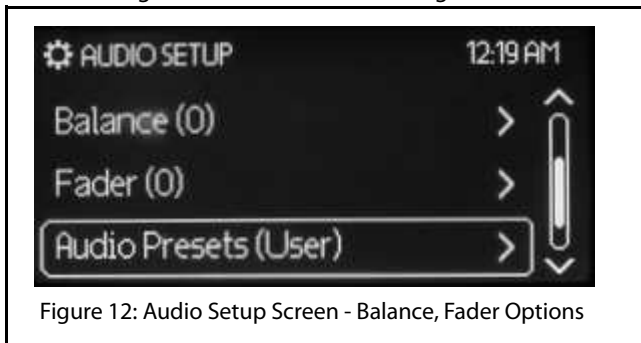 AUDIO SETUP 12:19 AM
Balance (0)
Fader (0)
Audio Presets (User)
Figure 12: Audio Setup Screen - Balance, Fader Options